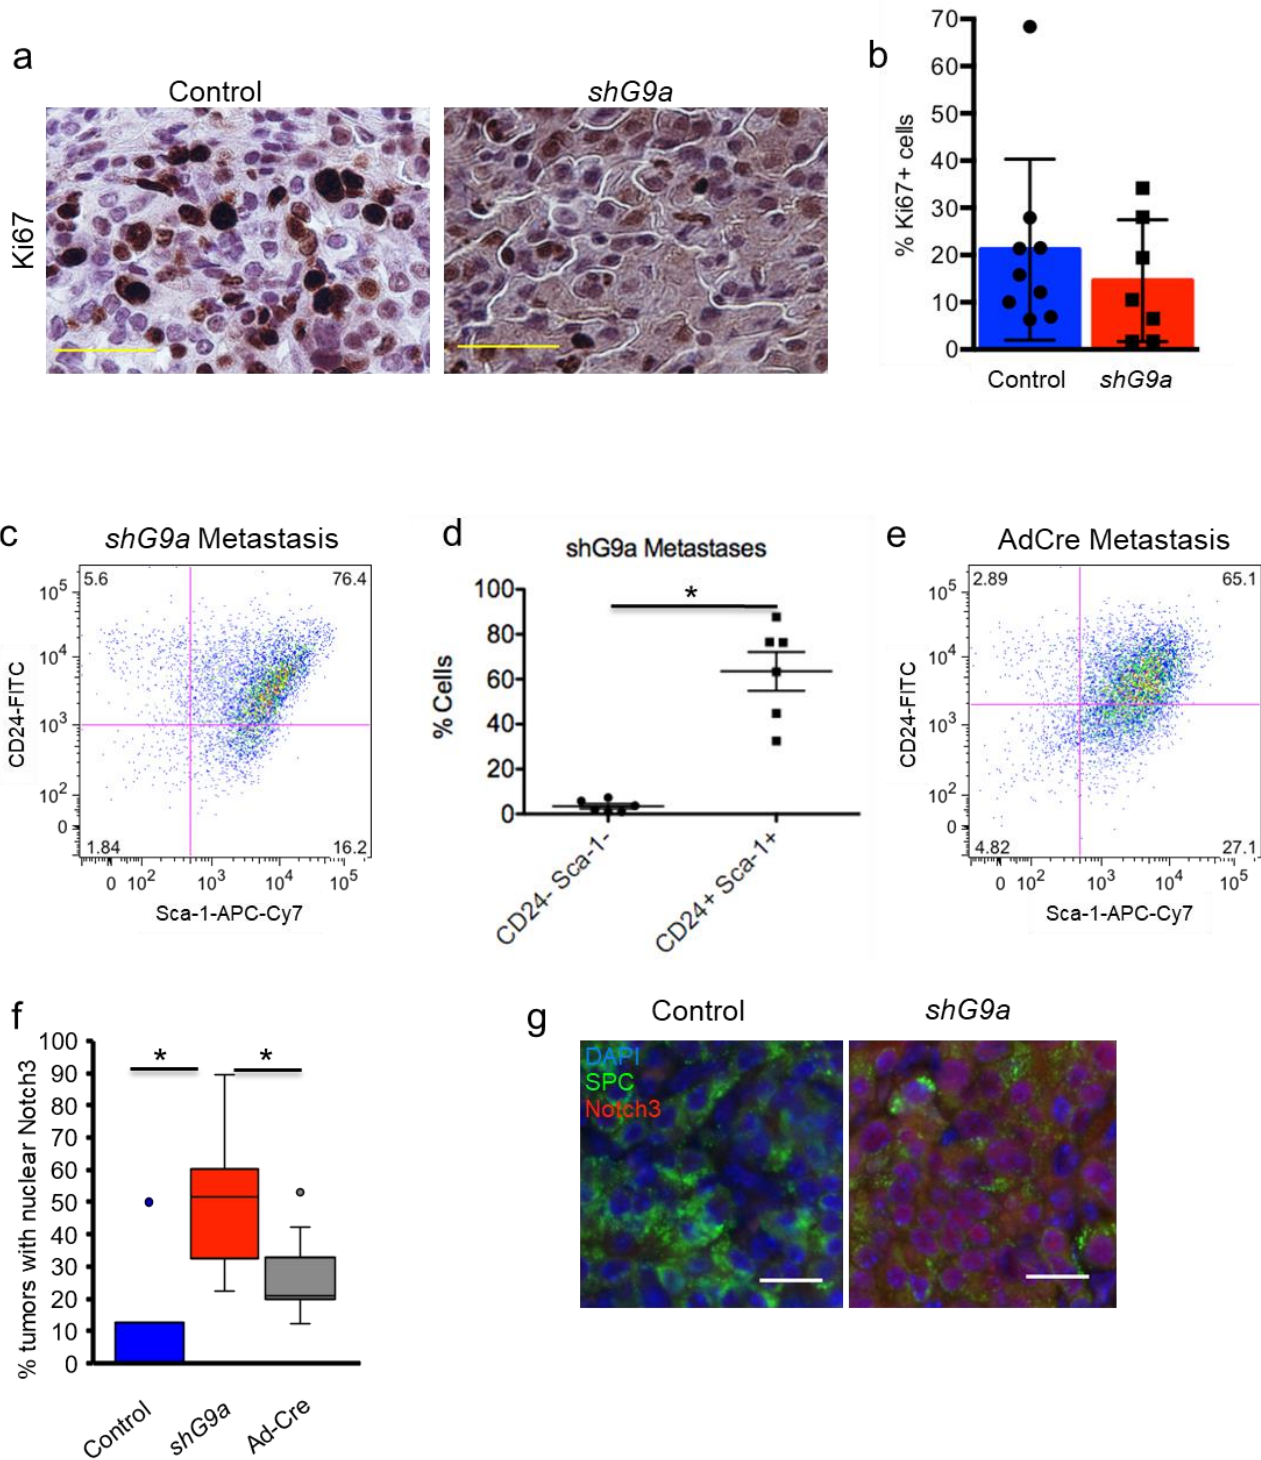 a
Control
shG9a
Ki67
b
% Ki67+ cells
70
60
50
40
30
20
10
0
Control
shG9a
c
shG9a Metastasis
5.6
76.4
1.84
16.2
CD24-FITC
10^5
10^4
10^3
10^2
0
0 10^2 10^3 10^4 10^5
Sca-1-APC-Cy7
d
shG9a Metastases
*
% Cells
100
80
60
40
20
0
CD24- Sca-1-
CD24+ Sca-1+
e
AdCre Metastasis
2.89
65.1
4.82
27.1
CD24-FITC
10^5
10^4
10^3
10^2
0
0 10^2 10^3 10^4 10^5
Sca-1-APC-Cy7
f
% tumors with nuclear Notch3
100
90
80
70
60
50
40
30
20
10
0
* *
Control
shG9a
Ad-Cre
g
Control
shG9a
DAPI
SPC
Notch3